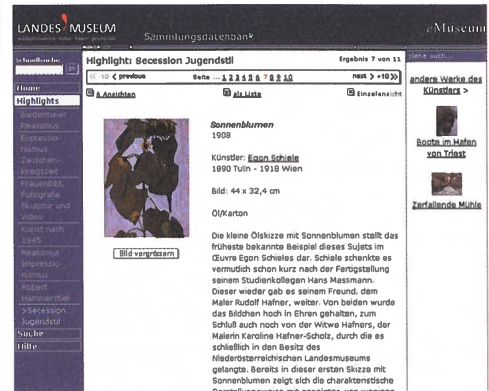 LANDES MUSEUM
Sammlungsdatenbank
eMuseum
Schnellsuche
Home
Highlights
Biedermeier
Realismus
Expressio-
nismus
Zwischen-
kriegszeit
Frauenbild,
Fotografie
Skulptur und
Video
Kunst nach
1945
Realismus
Impressio-
nismus
Robert
Hammerstiel
>Secession
Jugendstil
Suche
Hilfe
Highlight: Secession Jugendstil
Ergebnis 7 von 11
<< -10 < previous
Seite ... 1 2 3 4 5 6 7 8 9 10
next > +10 >>
6 Ansichten
als Liste
Einzelansicht
Bild vergrössern
Sonnenblumen
1908
Künstler: Egon Schiele
1890 Tulln - 1918 Wien
Bild: 44 x 32,4 cm
Öl/Karton
Die kleine Ölskizze mit Sonnenblumen stellt das
früheste bekannte Beispiel dieses Sujets im
Œuvre Egon Schieles dar. Schiele schenkte es
vermutlich schon kurz nach der Fertigstellung
seinem Studienkollegen Hans Massmann.
Dieser wieder gab es seinem Freund, dem
Maler Rudolf Hafner, weiter. Von beiden wurde
das Bildchen hoch in Ehren gehalten, zum
Schluß auch noch von der Witwe Hafners, der
Malerin Karoline Hafner-Scholz, durch die es
schließlich in den Besitz des
Niederösterreichischen Landesmuseums
gelangte. Bereits in dieser ersten Skizze mit
Sonnenblumen zeigt sich die charakteristische
siehe auch...
andere Werke des
Künstlers >
Boote im Hafen
von Triest
Zerfallende Mühle